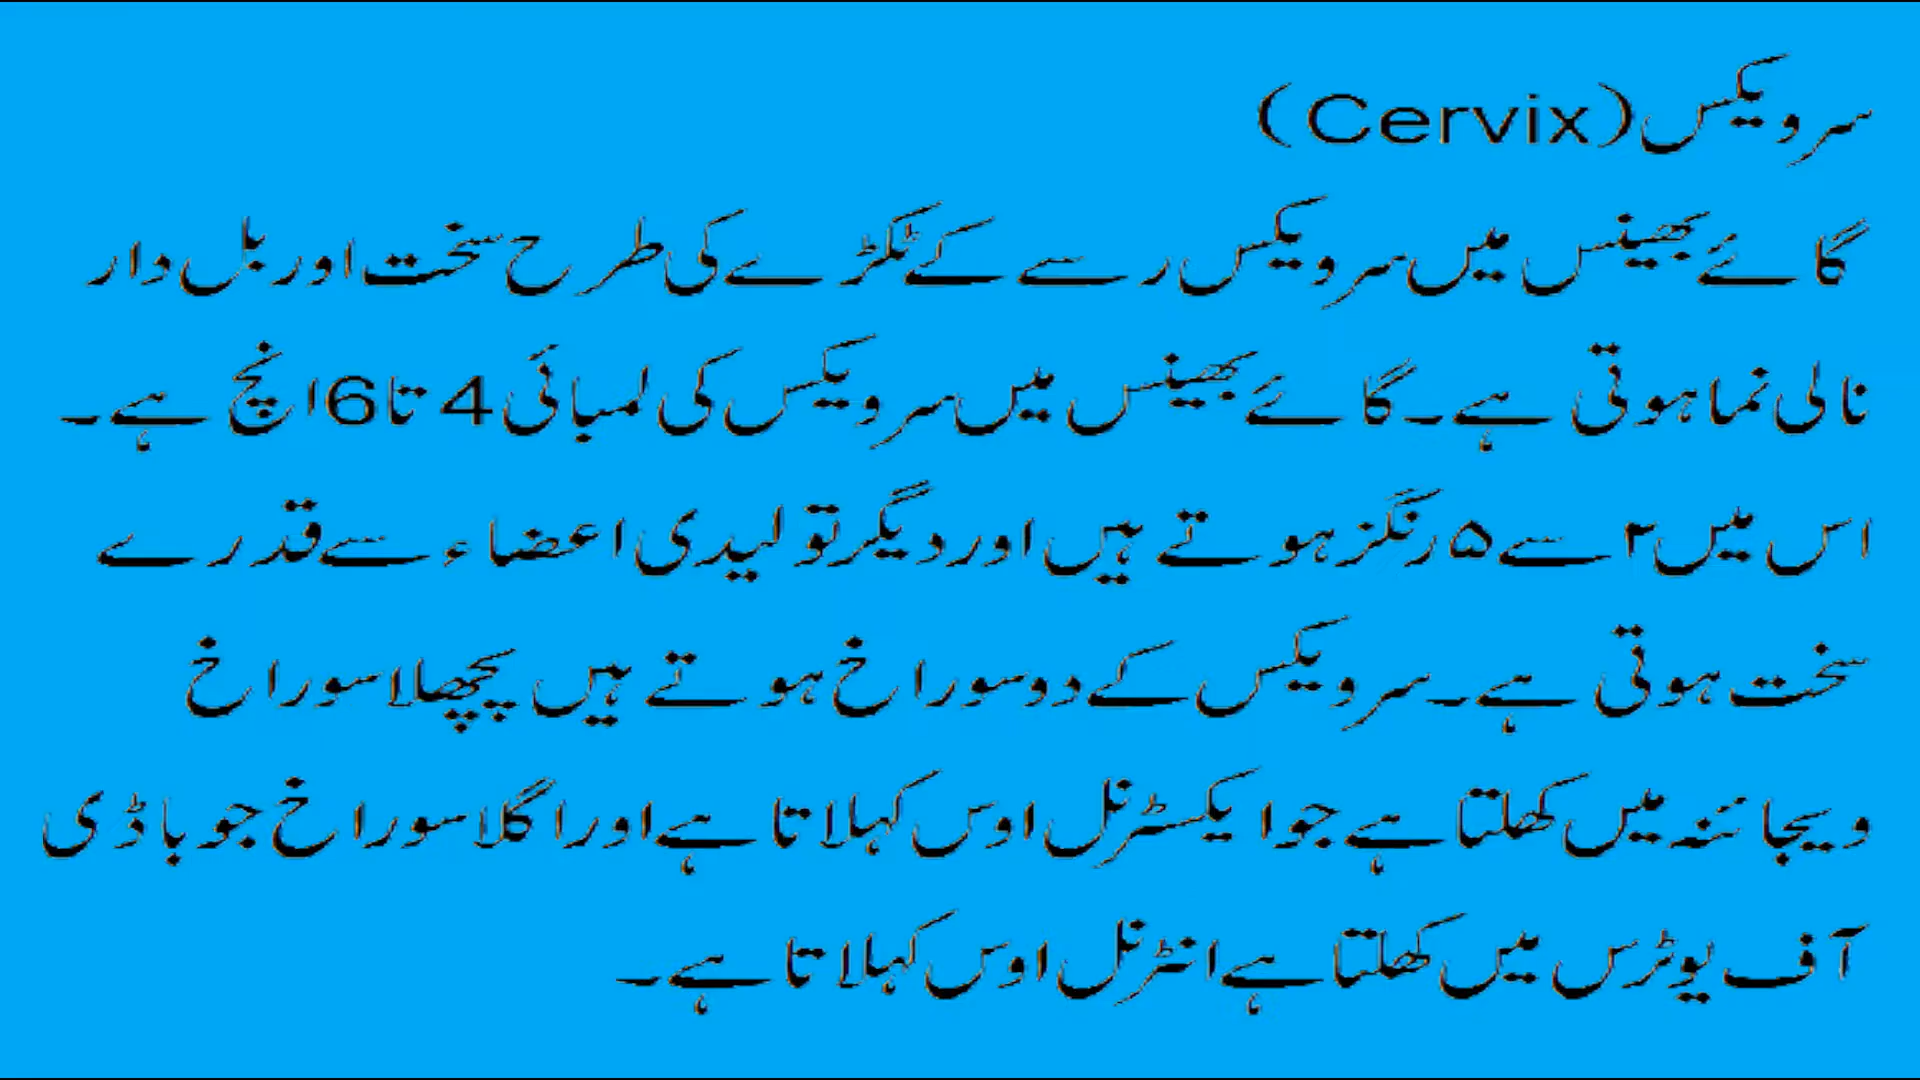 سرویکس(Cervix)
گائے بھینس میں سرویکس رسے کے ٹکڑے کی طرح سخت اور بل دار
نالی نما ہوتی ہے۔ گائے بھینس میں سرویکس کی لمبائی 4 تا 6 انچ ہے۔
اس میں ۲ سے ۵ رنگز ہوتے ہیں اور دیگر تولیدی اعضاء سے قدرے
سخت ہوتی ہے۔ سرویکس کے دو سوراخ ہوتے ہیں پچھلا سوراخ
ویجائنہ میں کھلتا ہے جو ایکسٹرنل اوس کہلاتا ہے اور اگلا سوراخ جو باڈی
آف یوٹرس میں کھلتا ہے انٹرنل اوس کہلاتا ہے۔